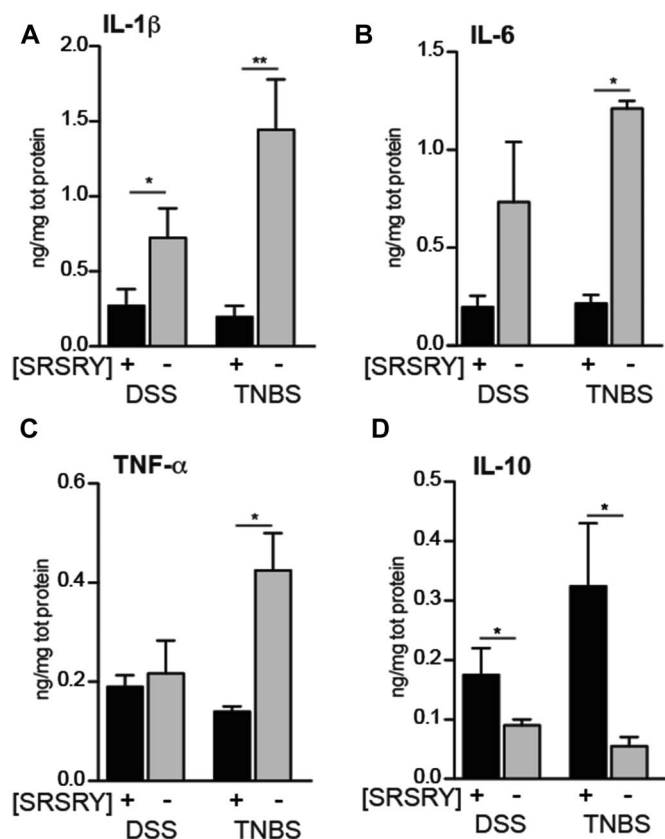 A
IL-1β
ng/mg tot protein
2.0
1.5
1.0
0.5
0.0
*
**
[SRSRY] + - + -
DSS TNBS
B
IL-6
ng/mg tot protein
1.5
1.0
0.5
0.0
*
[SRSRY] + - + -
DSS TNBS
C
TNF-α
ng/mg tot protein
0.6
0.4
0.2
0.0
*
[SRSRY] + - + -
DSS TNBS
D
IL-10
ng/mg tot protein
0.5
0.4
0.3
0.2
0.1
0.0
*
*
[SRSRY] + - + -
DSS TNBS